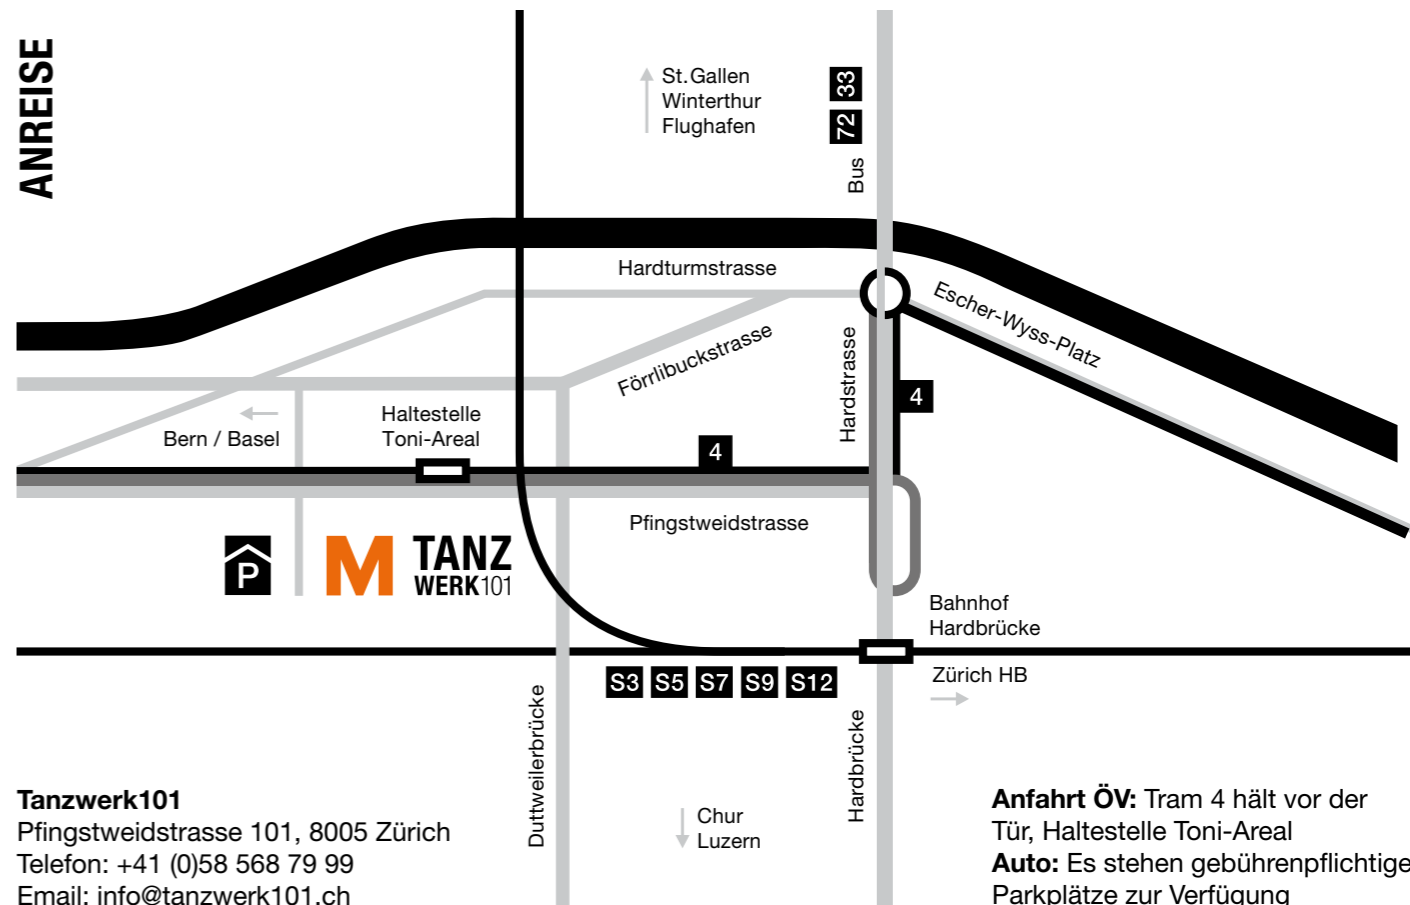 ANREISE
St.Gallen
Winterthur
Flughafen
33
72
Bus
Hardturmstrasse
Escher-Wyss-Platz
Förrlibuckstrasse
Hardstrasse
4
Haltestelle
Toni-Areal
Bern / Basel
4
Pfingstweidstrasse
P
M
TANZ
WERK101
Bahnhof
Hardbrücke
Zürich HB
S3 S5 S7 S9 S12
Duttweilerbrücke
Hardbrücke
Chur
Luzern
Tanzwerk101
Pfingstweidstrasse 101, 8005 Zürich
Telefon: +41 (0)58 568 79 99
Email: info@tanzwerk101.ch
Anfahrt ÖV: Tram 4 hält vor der
Tür, Haltestelle Toni-Areal
Auto: Es stehen gebührenpflichtige
Parkplätze zur Verfügung